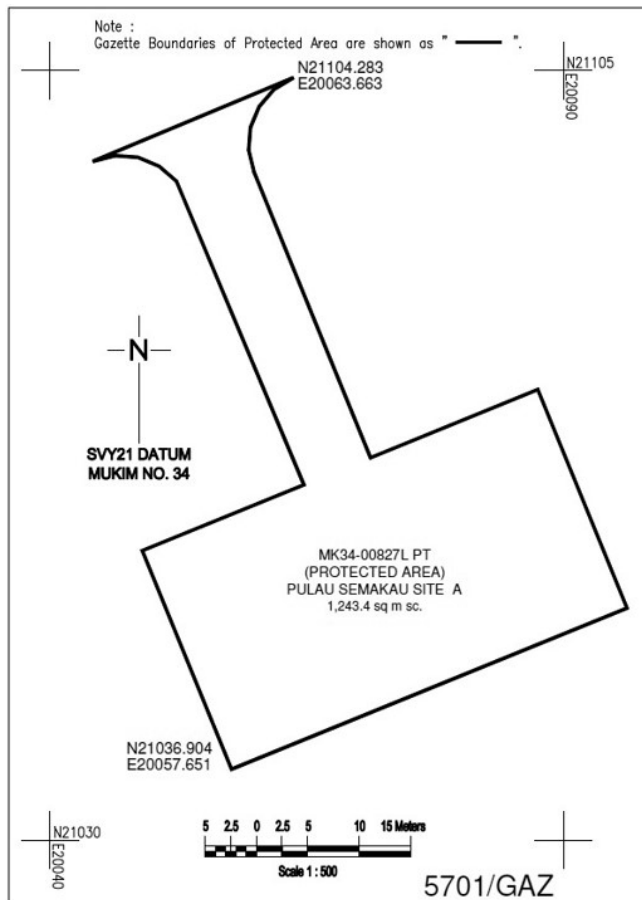 Note :
Gazette Boundaries of Protected Area are shown as " ".
N21104.283
E20063.663
N21105
E20090
N
SVY21 DATUM
MUKIM NO. 34
MK34-00827L PT
(PROTECTED AREA)
PULAU SEMAKAU SITE A
1,243.4 sq m sc.
N21036.904
E20057.651
N21030
E20040
5 2.5 0 2.5 5 10 15 Meters
Scale 1 : 500
5701/GAZ